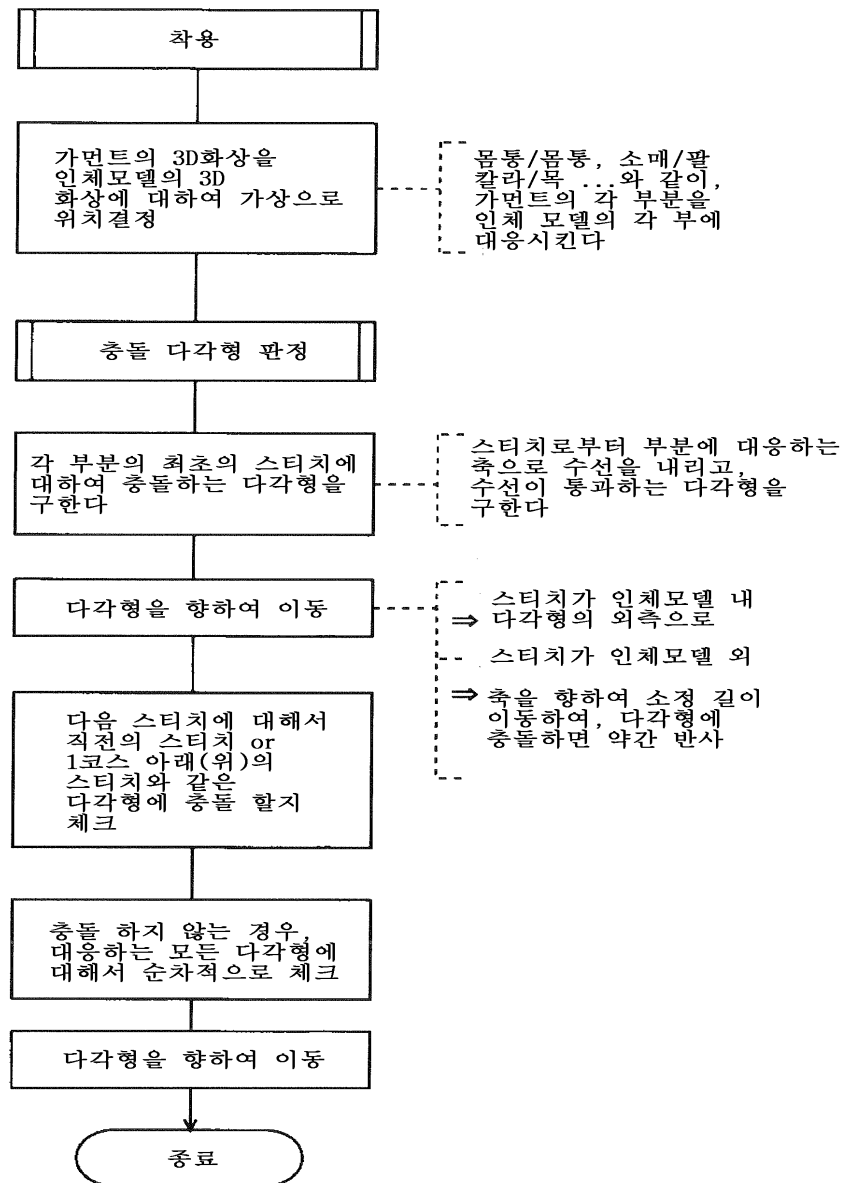 착용
가먼트의 3D화상을
인체모델의 3D
화상에 대하여 가상으로
위치결정
몸통/몸통, 소매/팔
칼라/목 ...와 같이,
가먼트의 각 부분을
인체 모델의 각 부에
대응시킨다
충돌 다각형 판정
각 부분의 최초의 스티치에
대하여 충돌하는 다각형을
구한다
스티치로부터 부분에 대응하는
축으로 수선을 내리고,
수선이 통과하는 다각형을
구한다
다각형을 향하여 이동
스티치가 인체모델 내
⇒ 다각형의 외측으로
스티치가 인체모델 외
⇒ 축을 향하여 소정 길이
이동하여, 다각형에
충돌하면 약간 반사
다음 스티치에 대해서
직전의 스티치 or
1코스 아래(위)의
스티치와 같은
다각형에 충돌 할지
체크
충돌 하지 않는 경우,
대응하는 모든 다각형에
대해서 순차적으로 체크
다각형을 향하여 이동
종료